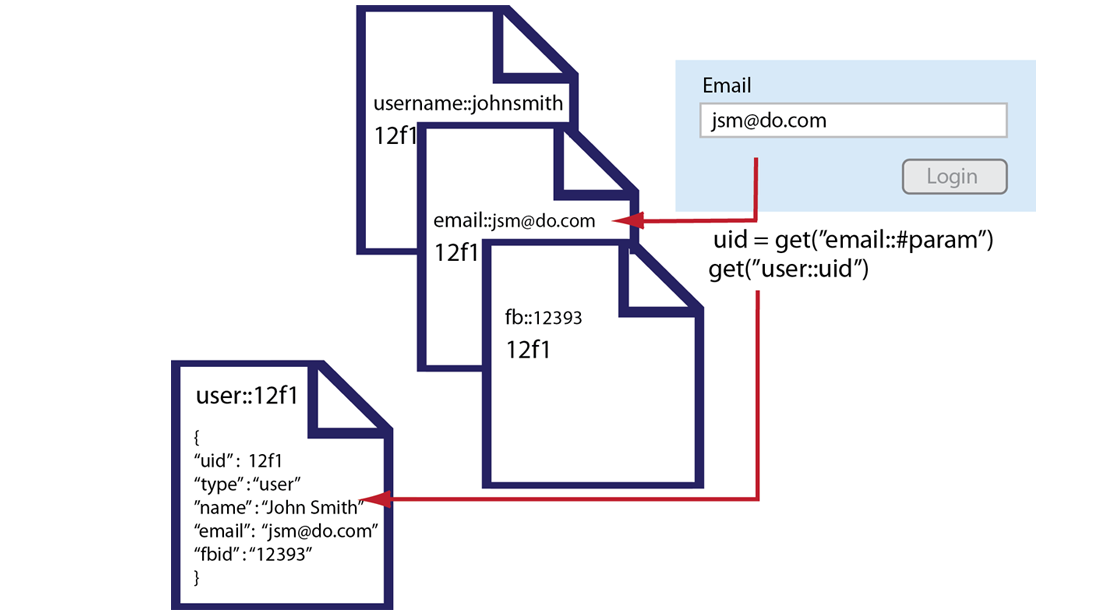 username::johnsmith
12f1
email::jsm@do.com
12f1
fb::12393
12f1
Email
jsm@do.com
Login
uid = get(”email::#param”)
get(”user::uid”)
user::12f1
{
“uid” : 12f1
“type” :“user”
”name” :“John Smith”
“email”: “jsm@do.com”
“fbid” :“12393”
}